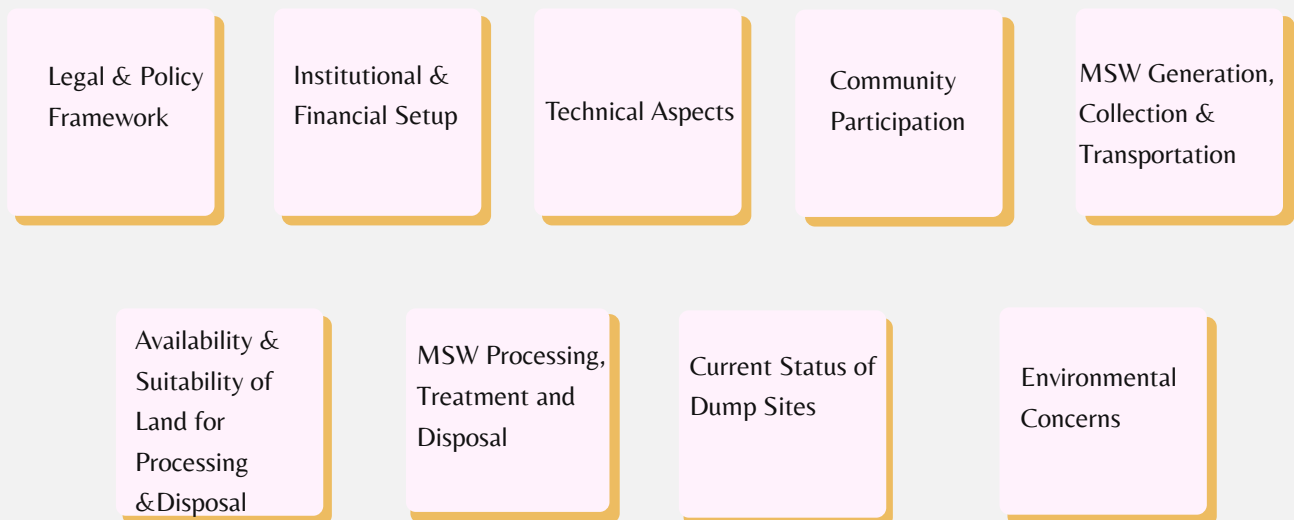 Legal & Policy
Framework
Institutional &
Financial Setup
Technical Aspects
Community
Participation
MSW Generation,
Collection &
Transportation
Availability &
Suitability of
Land for
Processing
&Disposal
MSW Processing,
Treatment and
Disposal
Current Status of
Dump Sites
Environmental
Concerns